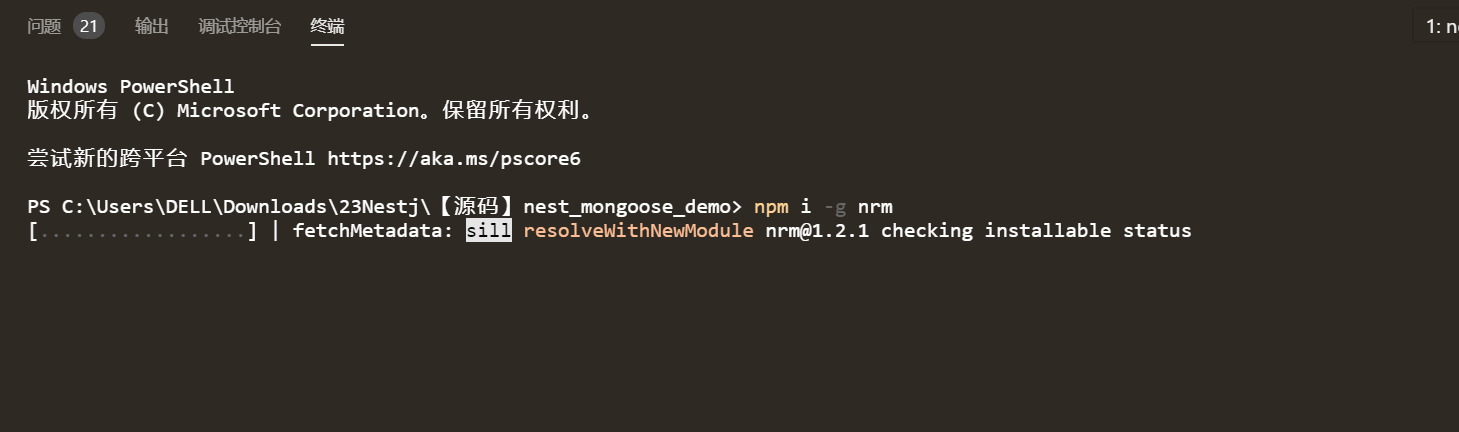 问题 21 输出 调试控制台 终端
Windows PowerShell
版权所有 (C) Microsoft Corporation。保留所有权利。
尝试新的跨平台 PowerShell https://aka.ms/pscore6
PS C:\Users\DELL\Downloads\23Nestj\【源码】nest_mongoose_demo> npm i -g nrm
[..................] | fetchMetadata: sill resolveWithNewModule nrm@1.2.1 checking installable status